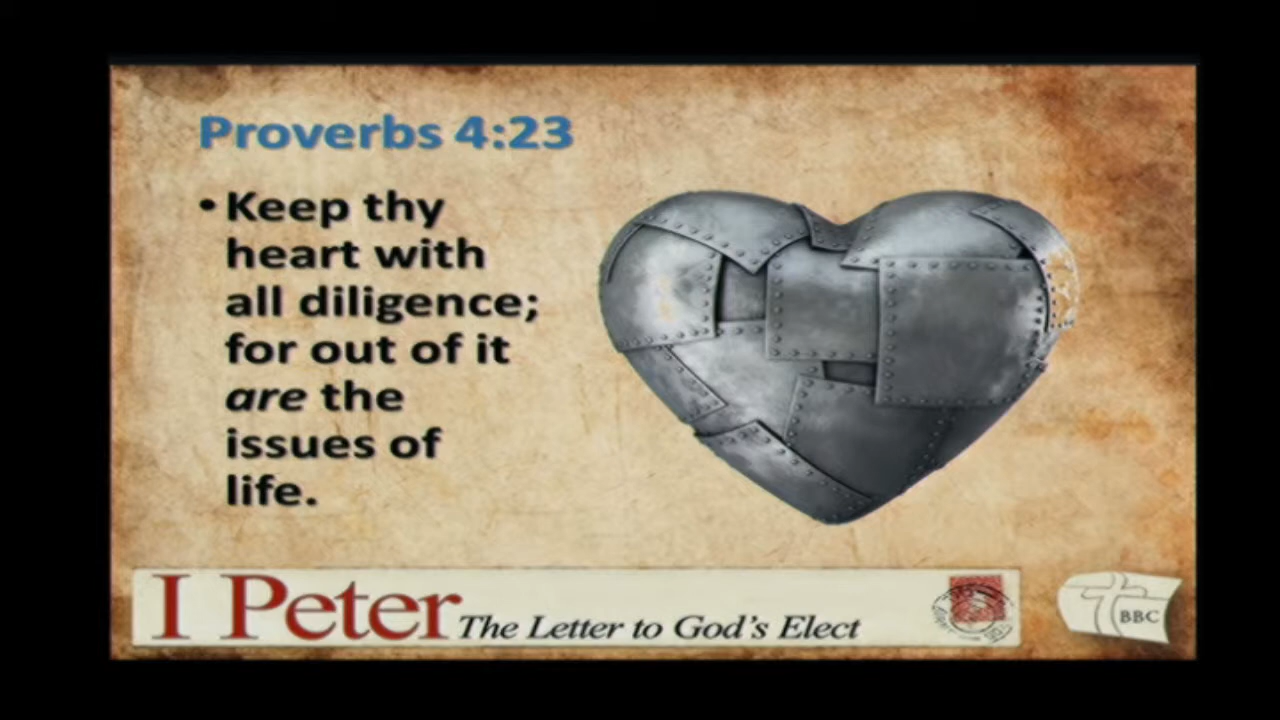 Proverbs 4:23
• Keep thy
heart with
all diligence;
for out of it
are the
issues of
life.
I Peter The Letter to God's Elect
BBC